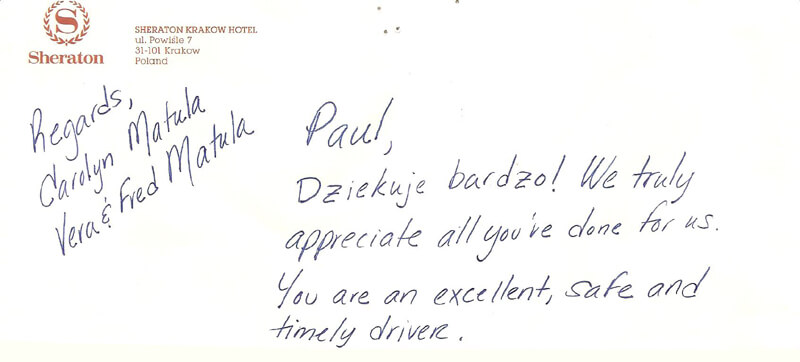 Sheraton
SHERATON KRAKOW HOTEL
ul. Powiśle 7
31-101 Krakow
Poland
Paul,
Dziekuje bardzo! We truly
appreciate all you've done for us.
You are an excellent, safe and
timely driver.
Regards,
Carolyn Matula
Vera & Fred Matula